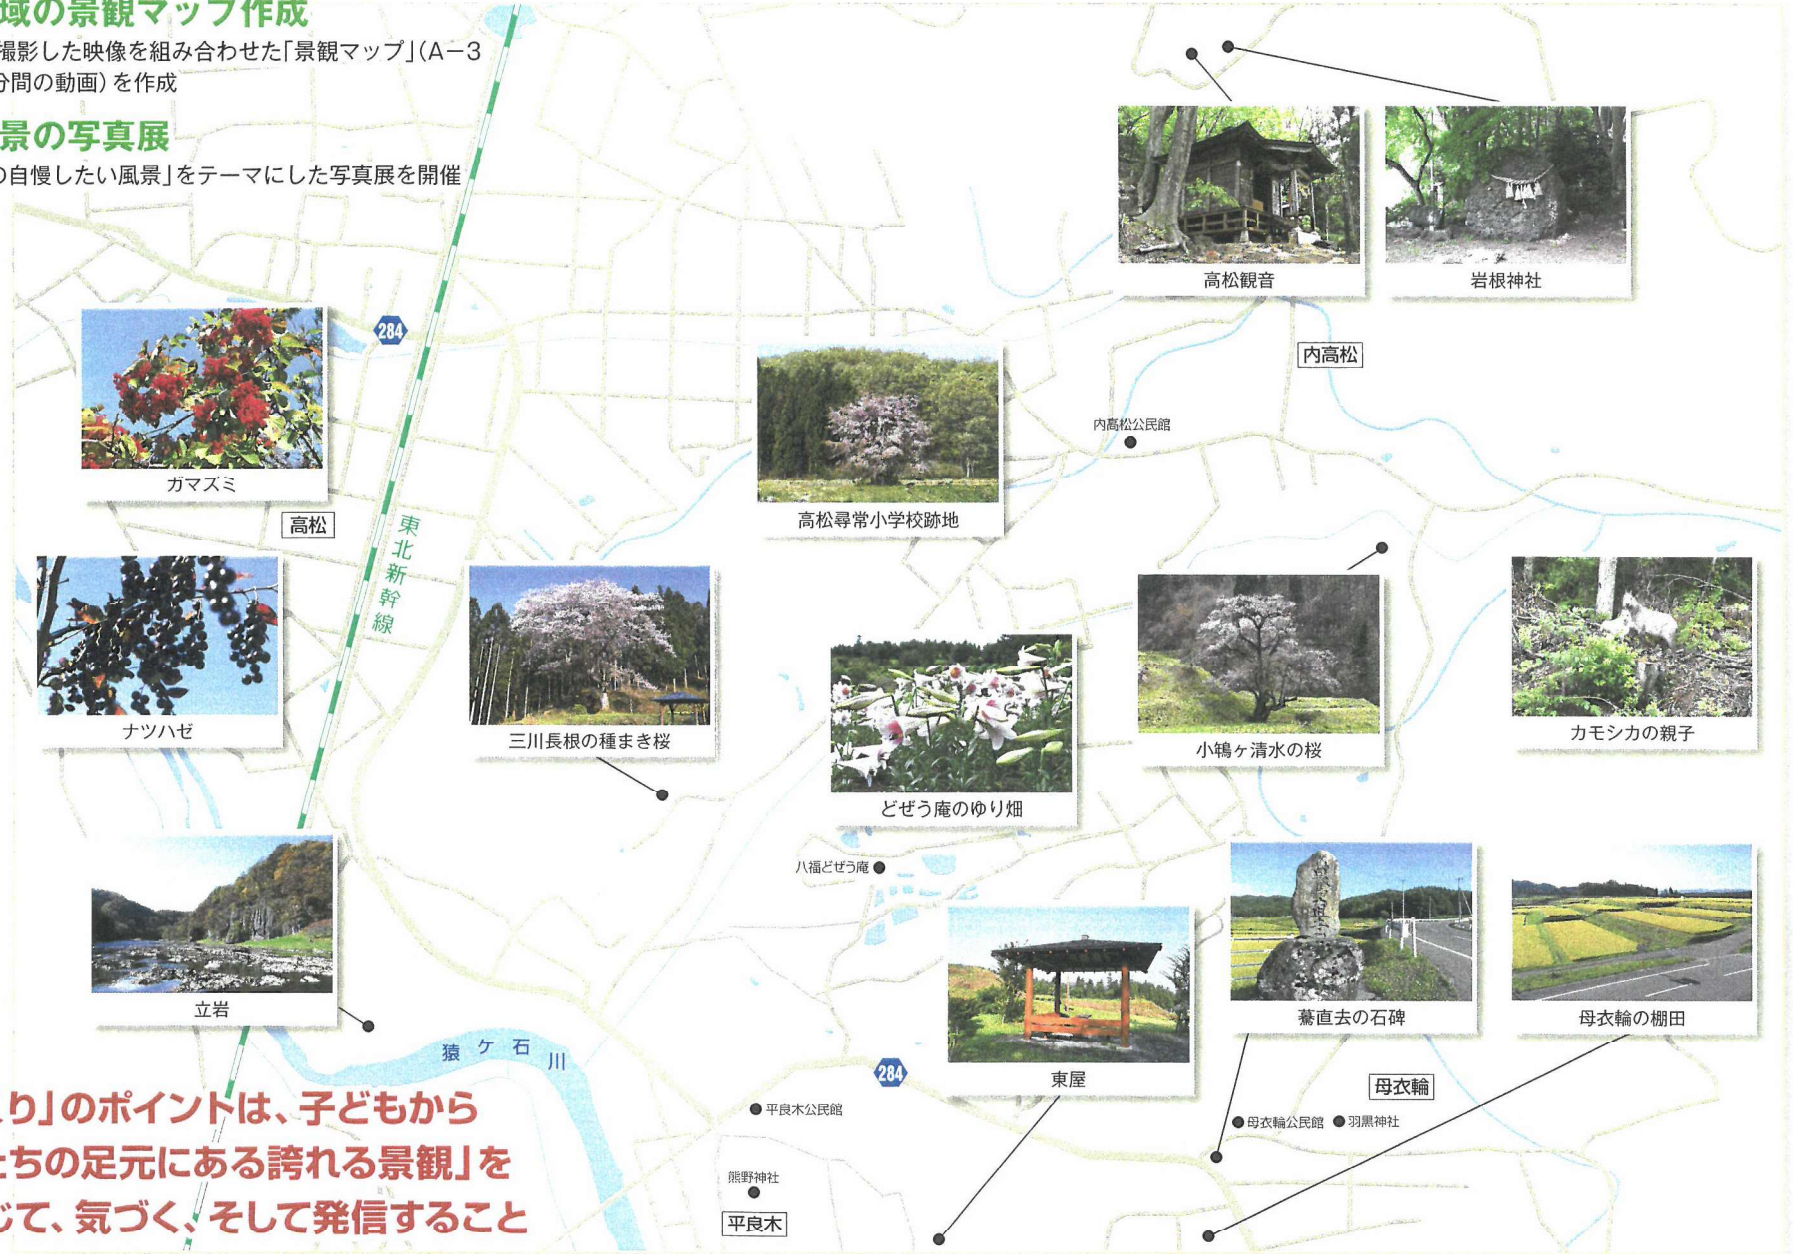 域の景観マップ作成
撮影した映像を組み合わせた「景観マップ」(A-3
分間の動画)を作成
景の写真展
の自慢したい風景」をテーマにした写真展を開催
高松観音
岩根神社
284
内高松
内高松公民館
ガマズミ
高松
東北新幹線
高松尋常小学校跡地
ナツハゼ
三川長根の種まき桜
どぜう庵のゆり畑
小鴨ヶ清水の桜
カモシカの親子
八福どぜう庵
立岩
猿ケ石川
284
東屋
驀直去の石碑
母衣輪の棚田
母衣輪
母衣輪公民館
羽黒神社
平良木公民館
熊野神社
平良木
くり」のポイントは、子どもから
たちの足元にある誇れる景観」を
じて、気づく、そして発信すること